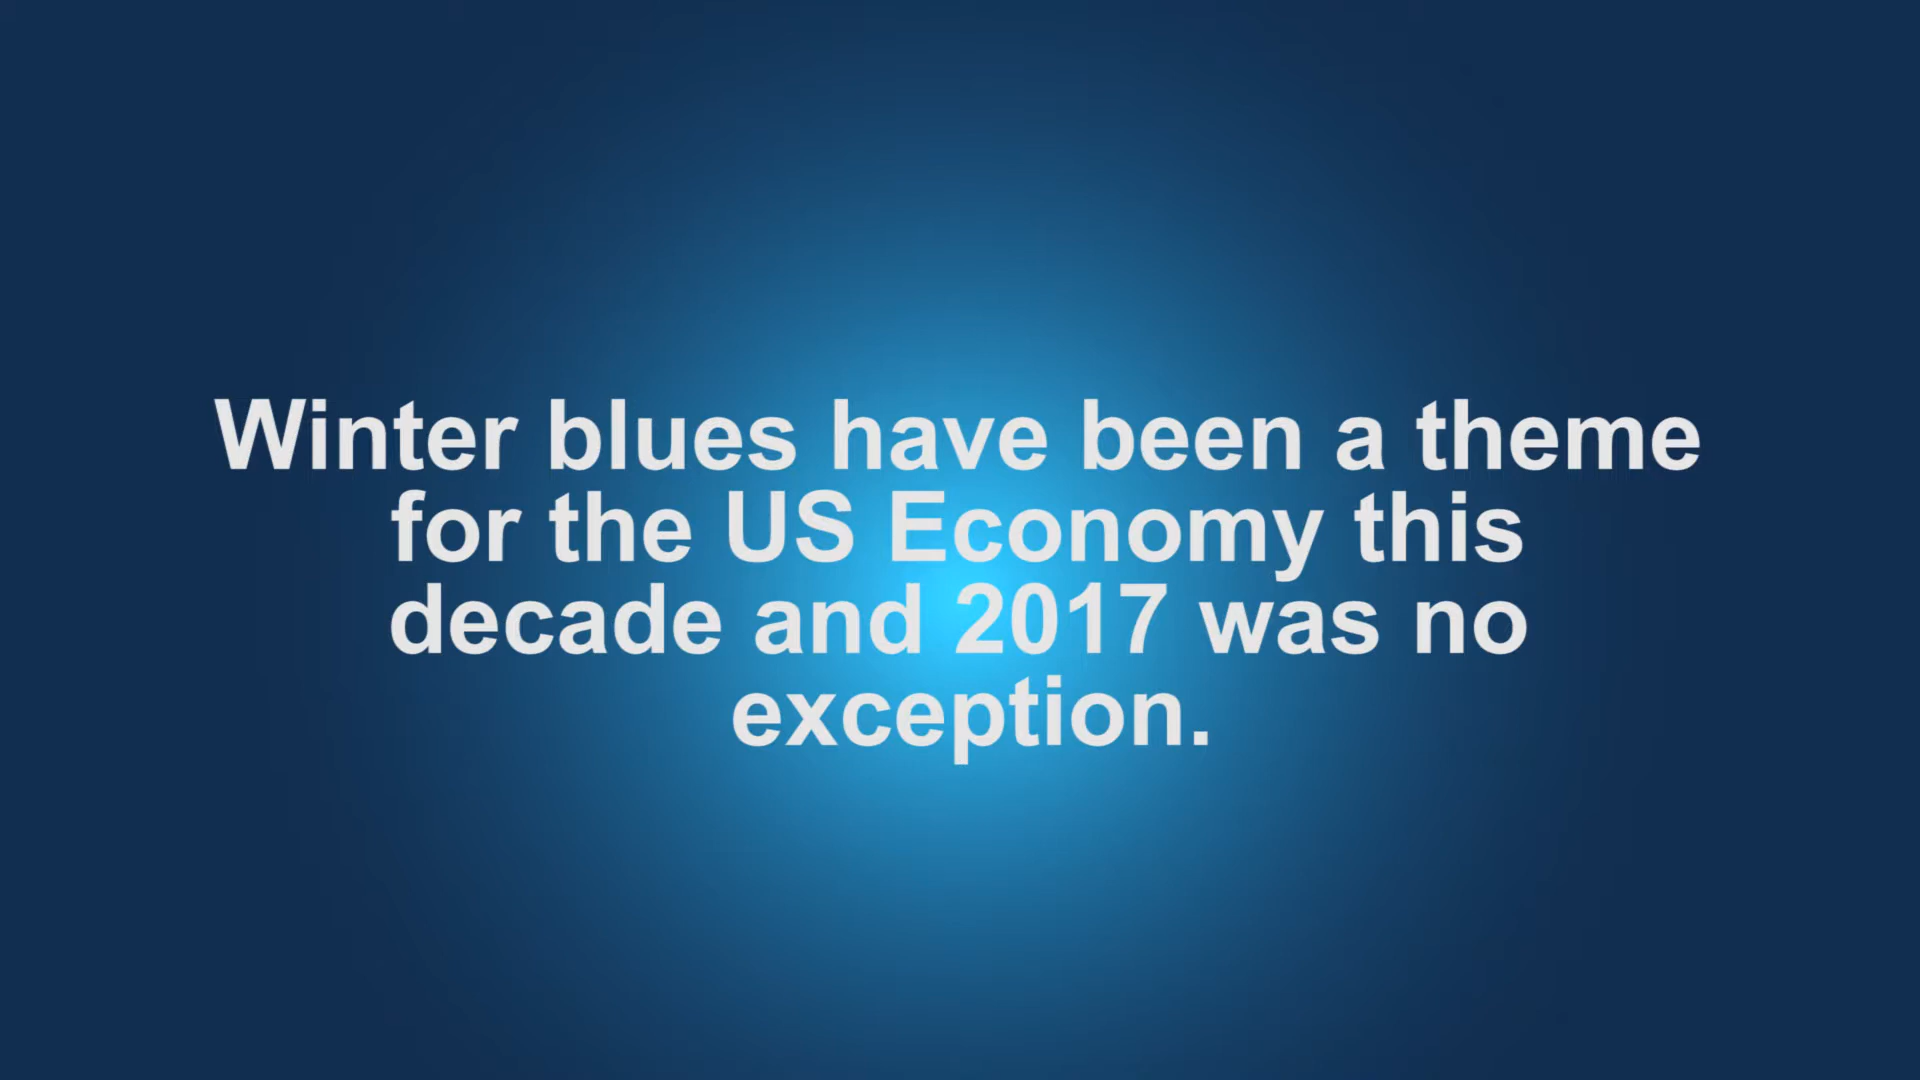 Winter blues have been a theme
for the US Economy this
decade and 2017 was no
exception.